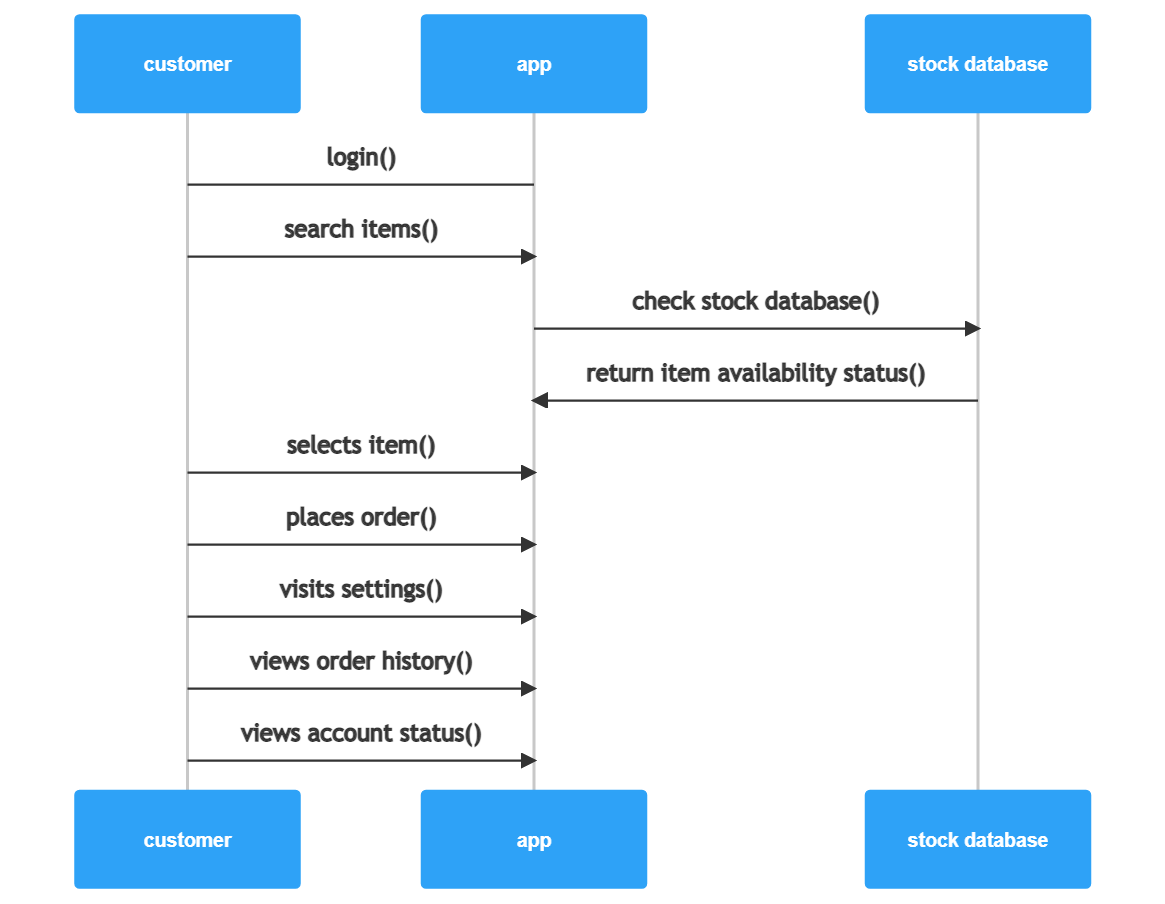 customer
app
stock database
login()
search items()
check stock database()
return item availability status()
selects item()
places order()
visits settings()
views order history()
views account status()
customer
app
stock database